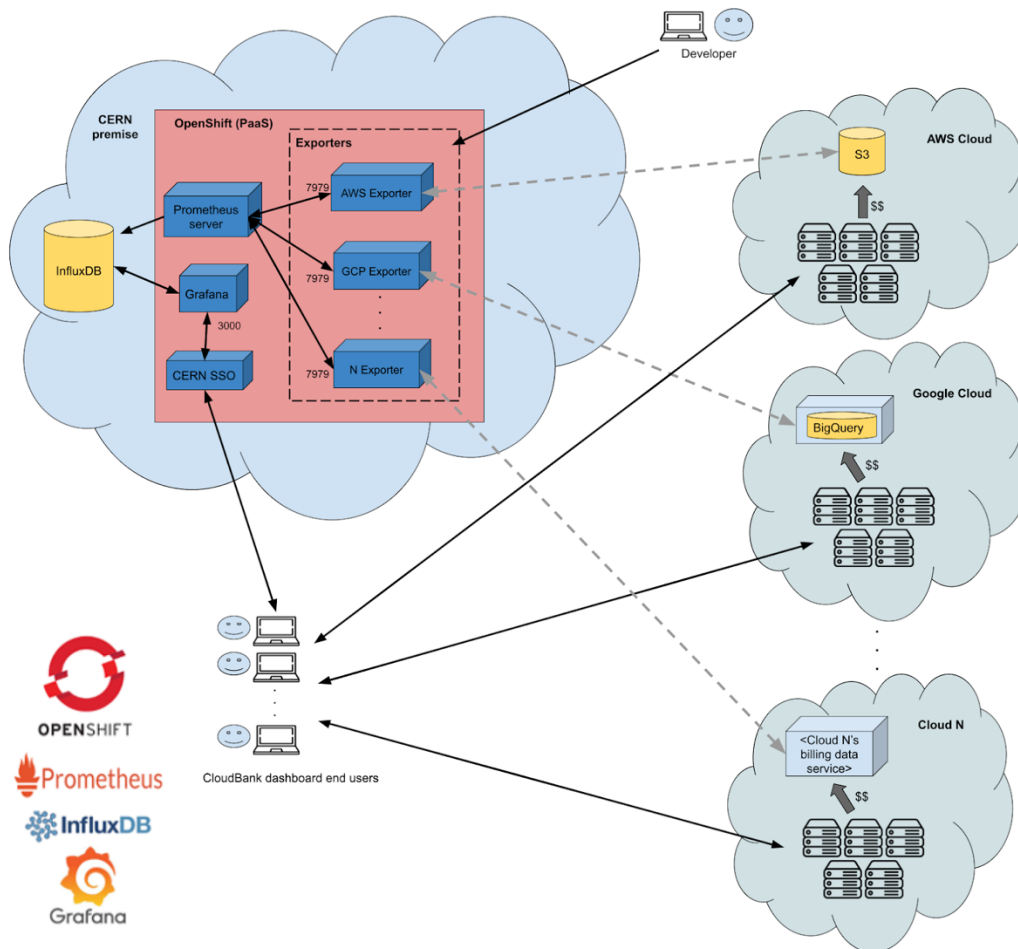 Developer
CERN
premise
OpenShift (PaaS)
Exporters
Prometheus
server
7979
AWS Exporter
InfluxDB
GCP Exporter
7979
Grafana
3000
CERN SSO
N Exporter
7979
AWS Cloud
S3
$$
Google Cloud
BigQuery
$$
Cloud N
<Cloud N's
billing data
service>
$$
CloudBank dashboard end users
OPENSHIFT
Prometheus
InfluxDB
Grafana